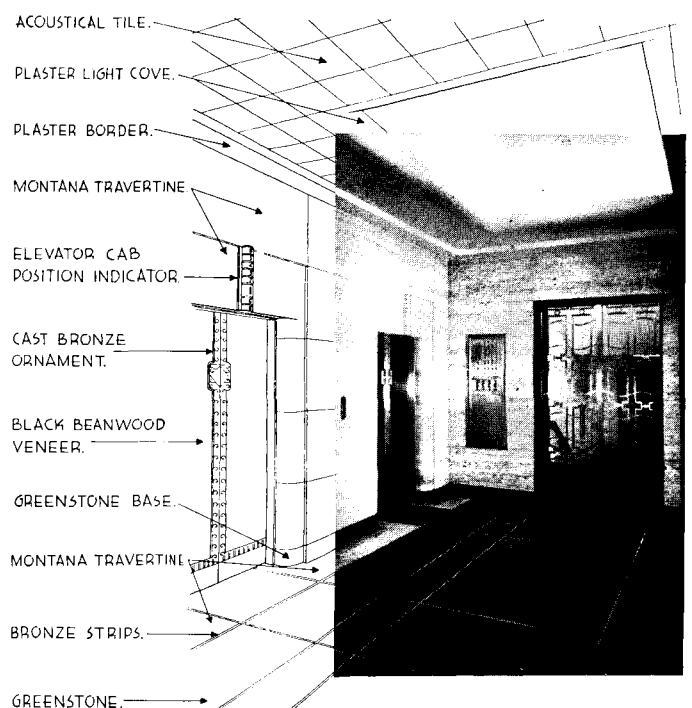 ACOUSTICAL TILE.
PLASTER LIGHT COVE.
PLASTER BORDER.
MONTANA TRAVERTINE.
ELEVATOR CAB
POSITION INDICATOR.
CAST BRONZE
ORNAMENT.
BLACK BEANWOOD
VENEER.
GREENSTONE BASE.
MONTANA TRAVERTINE
BRONZE STRIPS.
GREENSTONE.